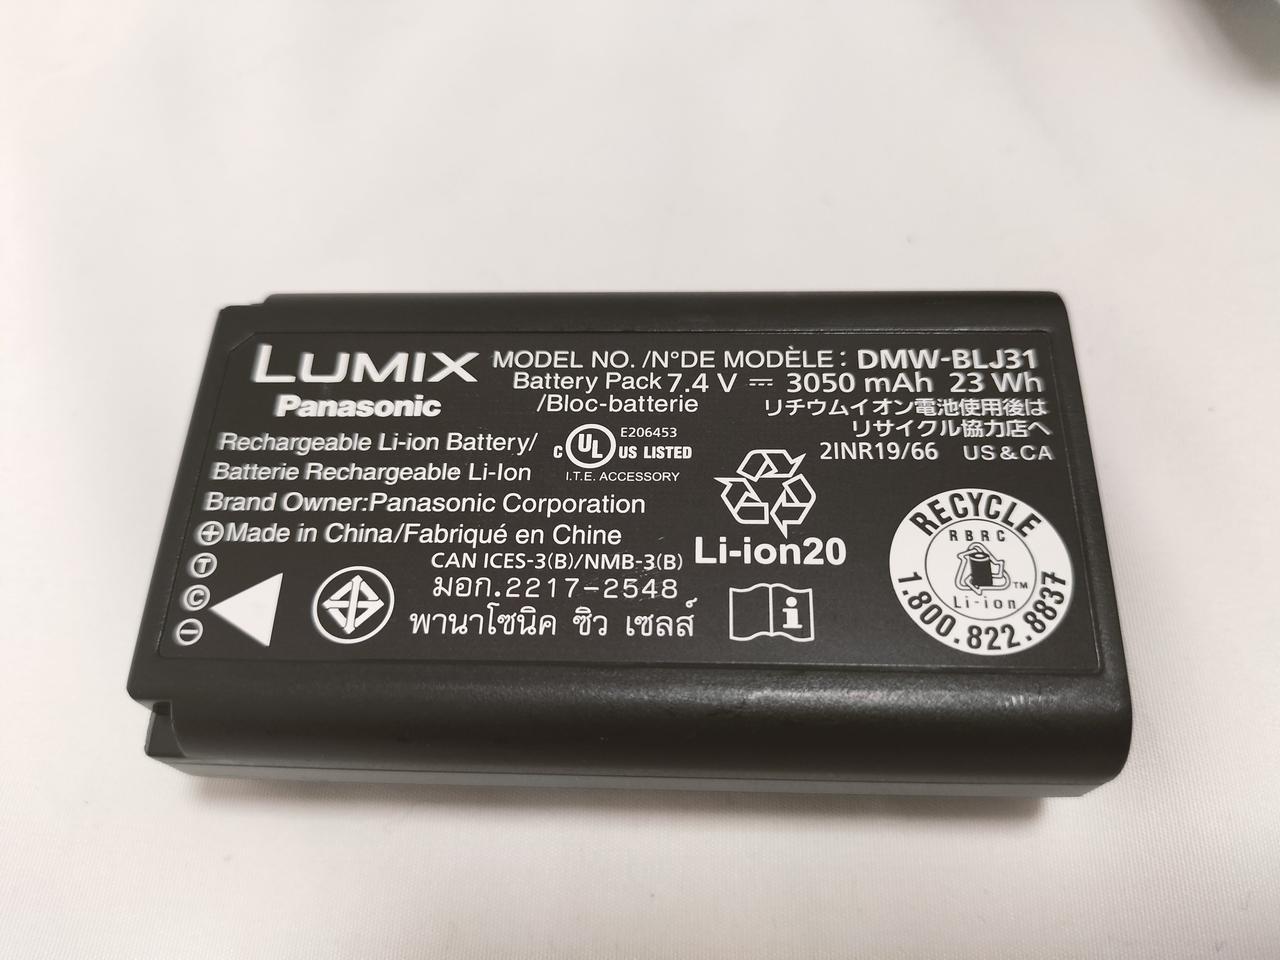 LUMIX MODEL NO./N°DE MODÈLE : DMW-BLJ31
Panasonic Battery Pack 7.4 V ⎓ 3050 mAh 23 Wh
/Bloc-batterie リチウムイオン電池使用後は
リサイクル協力店へ
Rechargeable Li-ion Battery/ C UL US LISTED E206453
Batterie Rechargeable Li-Ion I.T.E. ACCESSORY
2INR19/66 US & CA
Brand Owner:Panasonic Corporation
Made in China/Fabriqué en Chine
CAN ICES-3(B)/NMB-3(B)
Li-ion20
มอก.2217-2548
พานาโซนิค ซิว เซลส์
+
T
C
−
i
RECYCLE
RBRC
Li-ion TM
1.800.822.8837